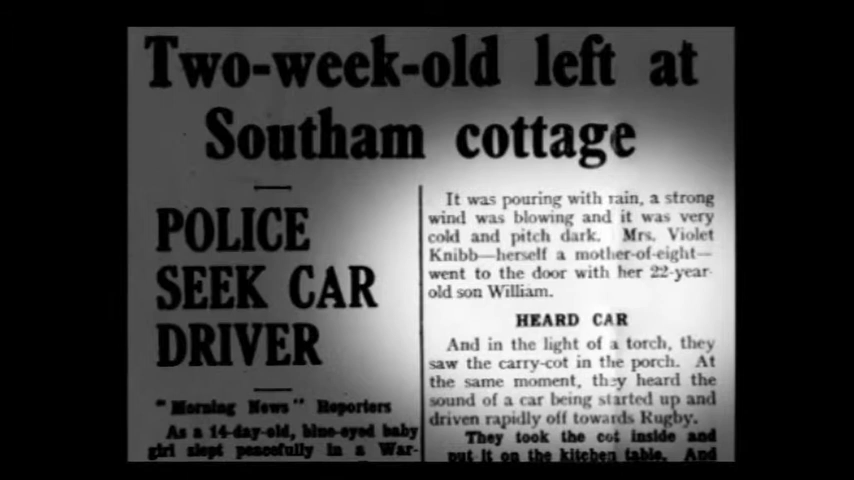 Two-week-old left at
Southam cottage
POLICE
SEEK CAR
DRIVER
"Morning News" Reporters
As a 14-day-old, blue-eyed baby
girl slept peacefully in a War-
It was pouring with rain, a strong
wind was blowing and it was very
cold and pitch dark. Mrs. Violet
Knibb—herself a mother-of-eight—
went to the door with her 22-year-
old son William.
HEARD CAR
And in the light of a torch, they
saw the carry-cot in the porch. At
the same moment, they heard the
sound of a car being started up and
driven rapidly off towards Rugby.
They took the cot inside and
put it on the kitchen table. And